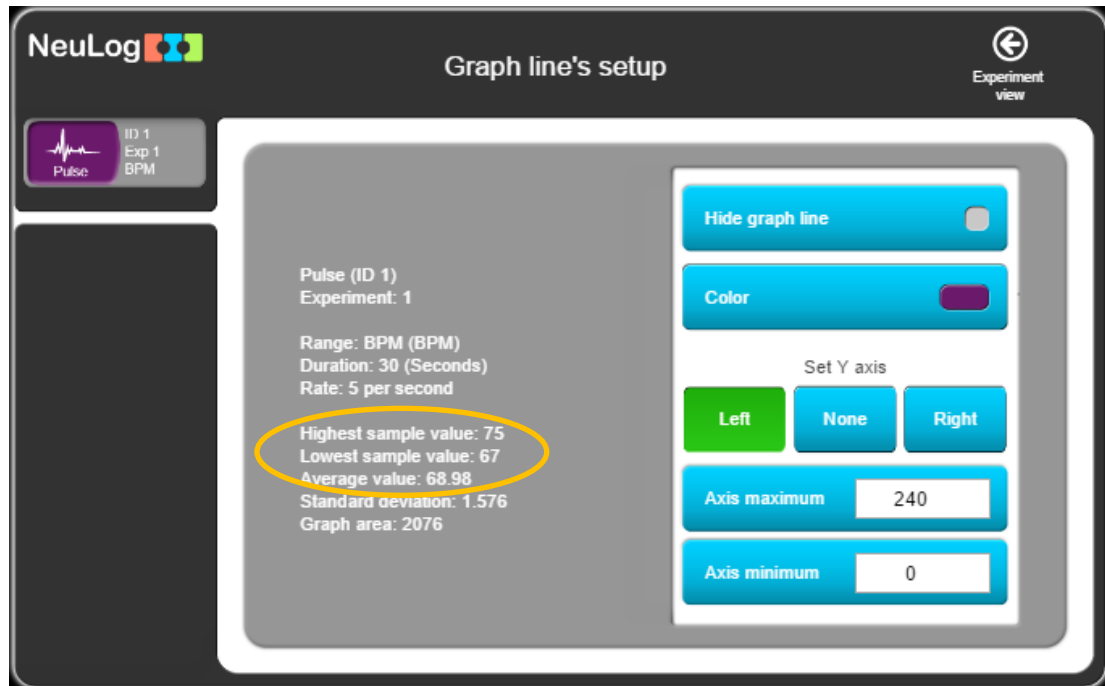 NeuLog
Graph line's setup
Experiment
view
Pulse
ID 1
Exp 1
BPM
Pulse (ID 1)
Experiment: 1
Range: BPM (BPM)
Duration: 30 (Seconds)
Rate: 5 per second
Highest sample value: 75
Lowest sample value: 67
Average value: 68.98
Standard deviation: 1.576
Graph area: 2076
Hide graph line
Color
Set Y axis
Left
None
Right
Axis maximum
240
Axis minimum
0